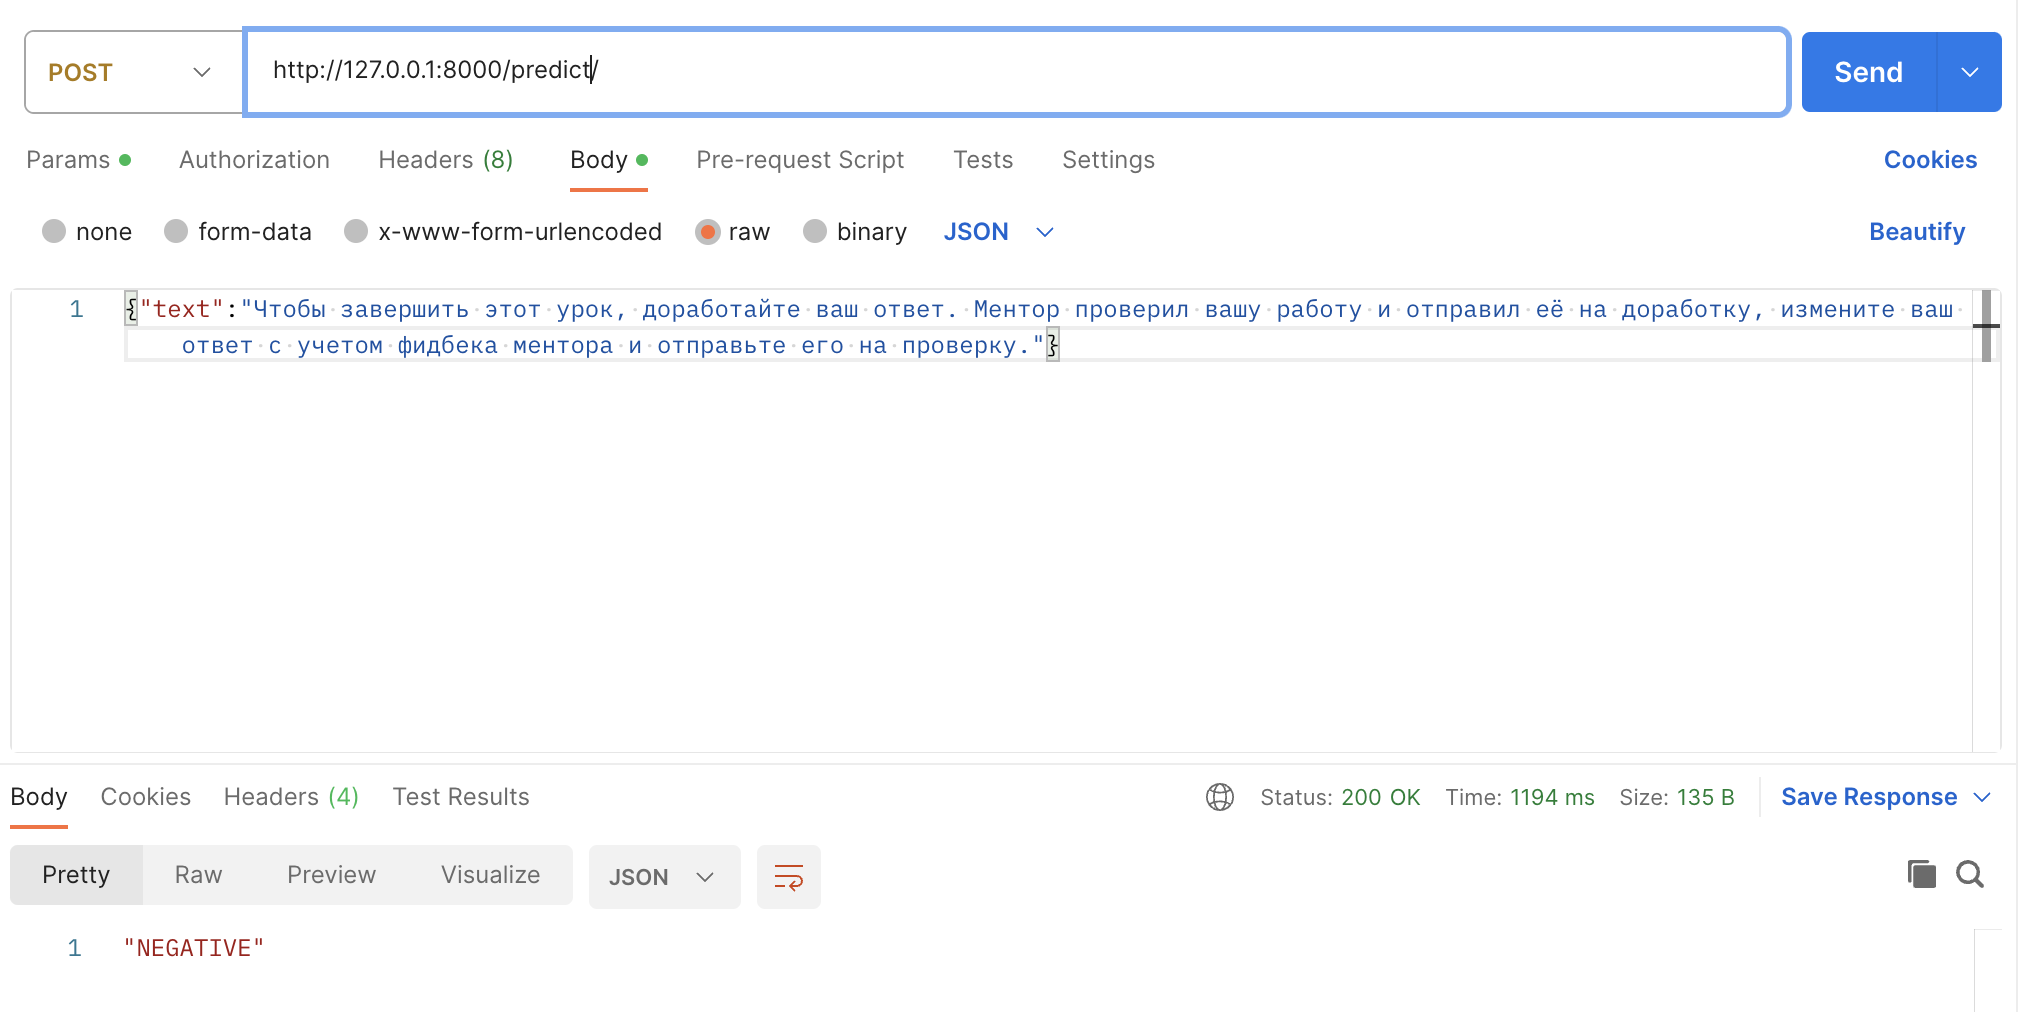 POST
http://127.0.0.1:8000/predict/
Send
Params
Authorization
Headers (8)
Body
Pre-request Script
Tests
Settings
Cookies
none
form-data
x-www-form-urlencoded
raw
binary
JSON
Beautify
1
{"text":"Чтобы завершить этот урок, доработайте ваш ответ. Ментор проверил вашу работу и отправил её на доработку, измените ваш
ответ с учетом фидбека ментора и отправьте его на проверку."}
Body
Cookies
Headers (4)
Test Results
Status: 200 OK
Time: 1194 ms
Size: 135 B
Save Response
Pretty
Raw
Preview
Visualize
JSON
1
"NEGATIVE"